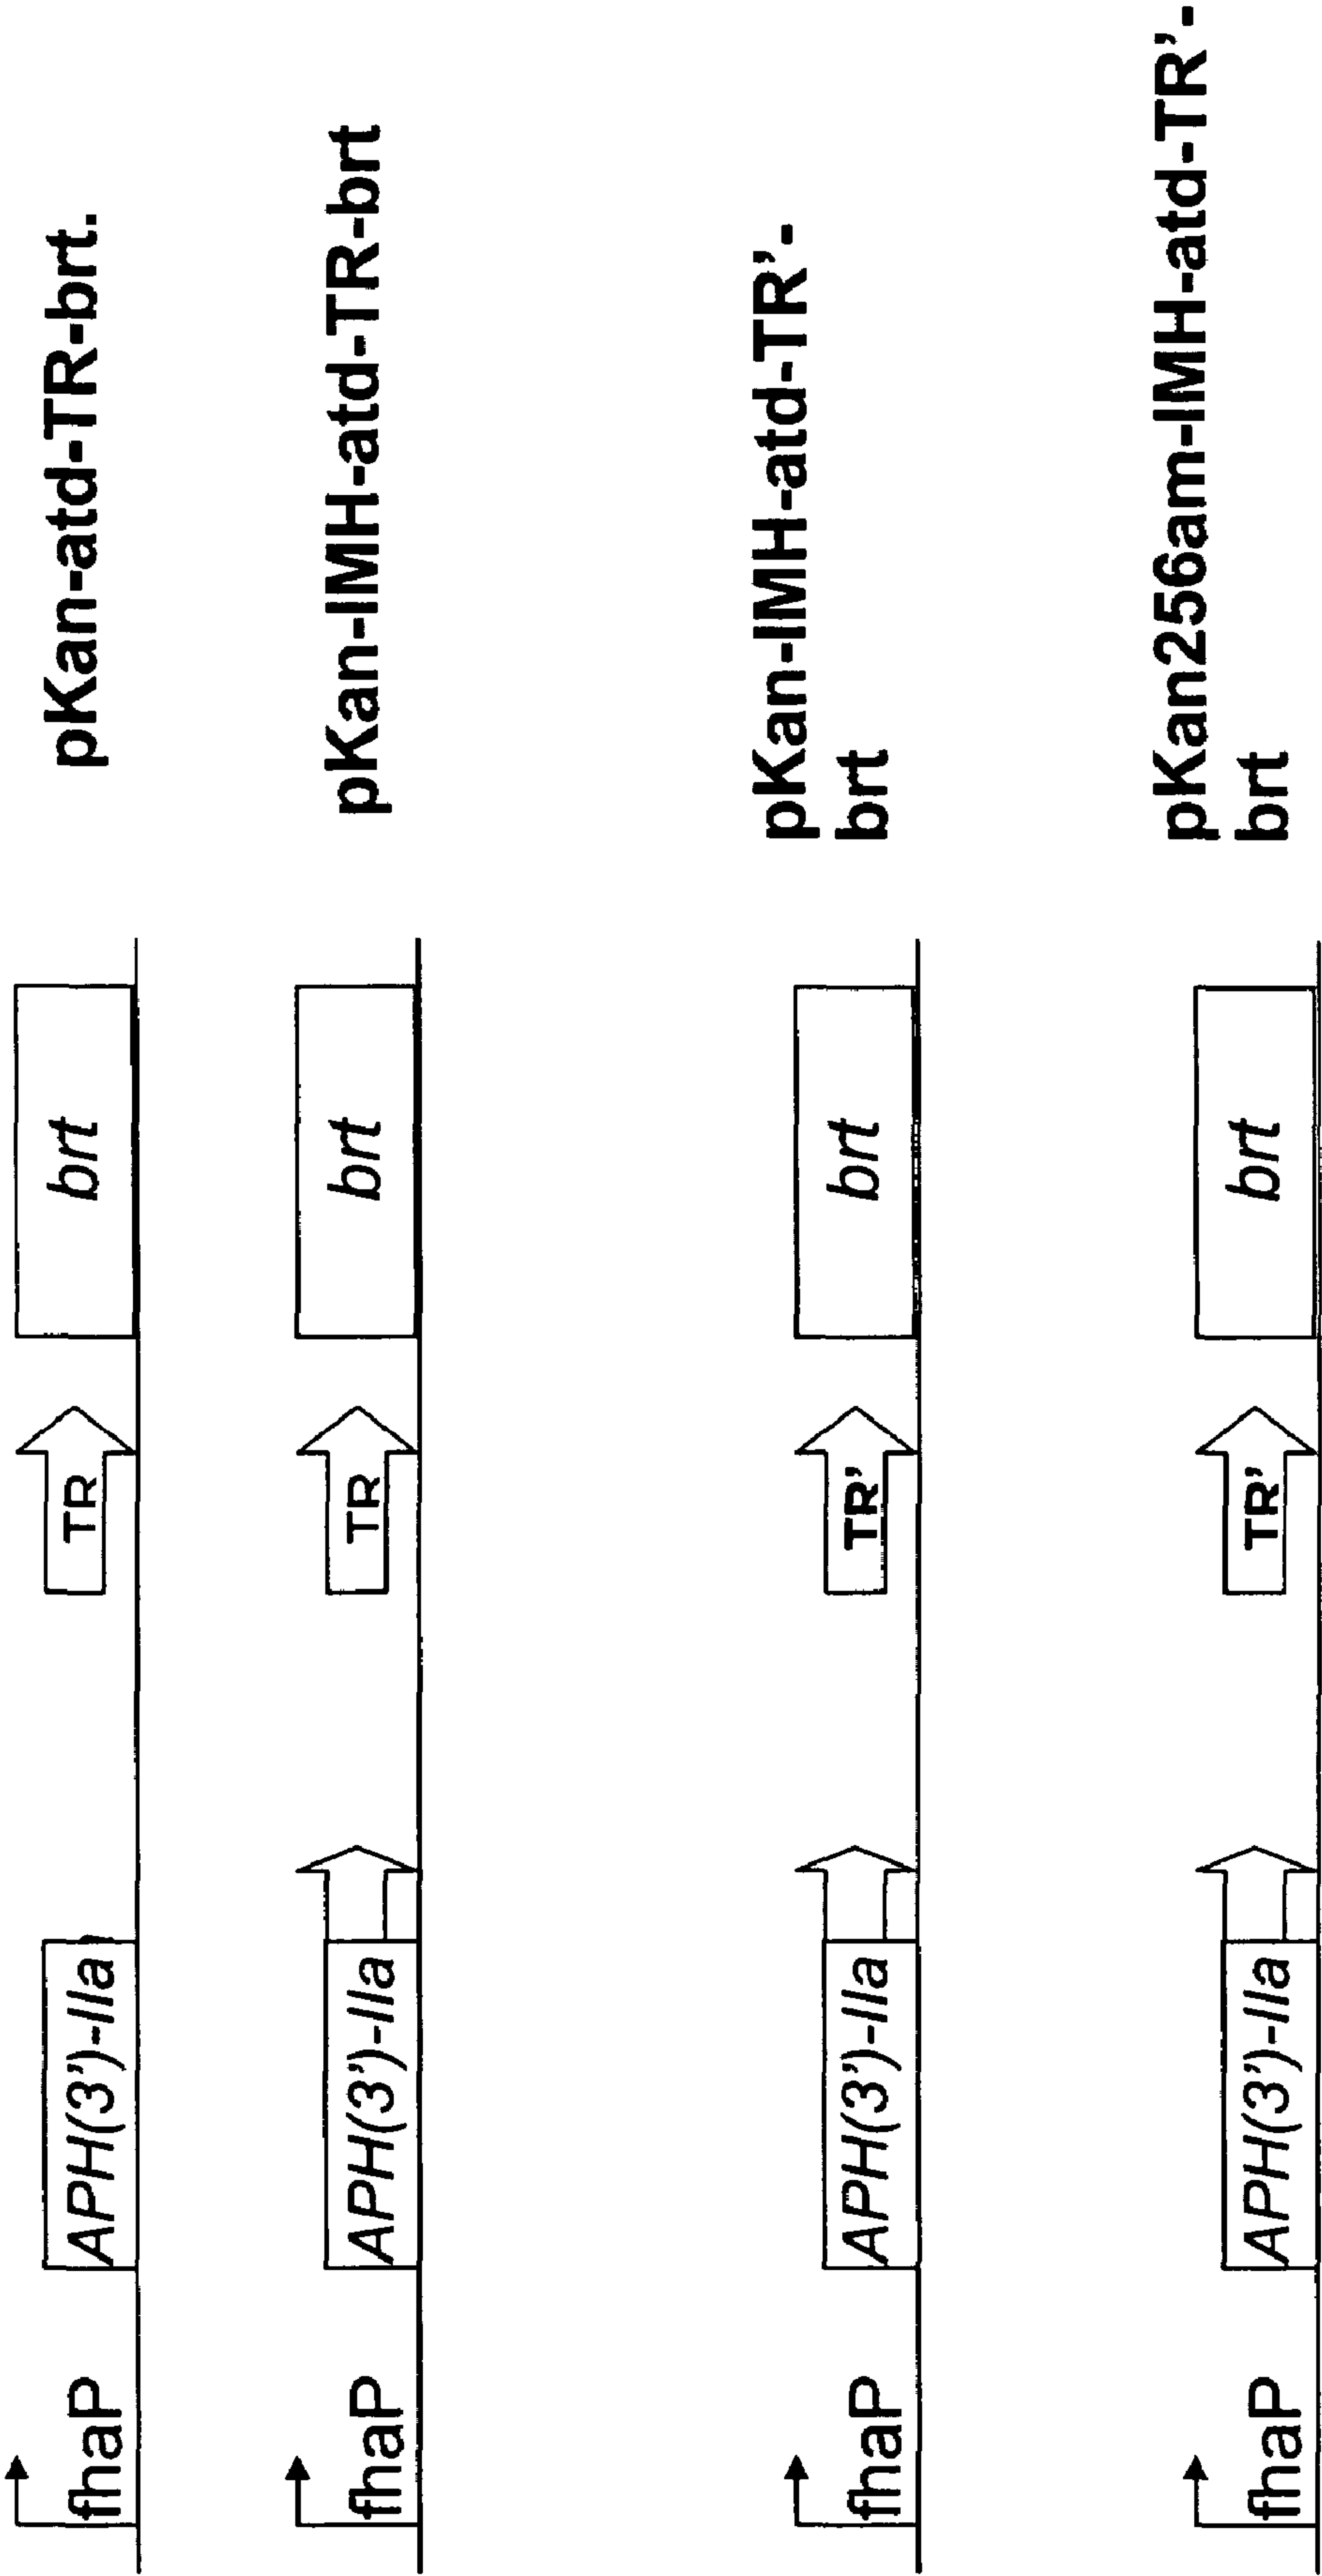 fhaP APH(3')-IIa TR brt pKan-atd-TR-brt.
fhaP APH(3')-IIa TR brt pKan-IMH-atd-TR-brt
fhaP APH(3')-IIa TR' brt pKan-IMH-atd-TR'-
brt
fhaP APH(3')-IIa TR' brt pKan256am-IMH-atd-TR'-
brt